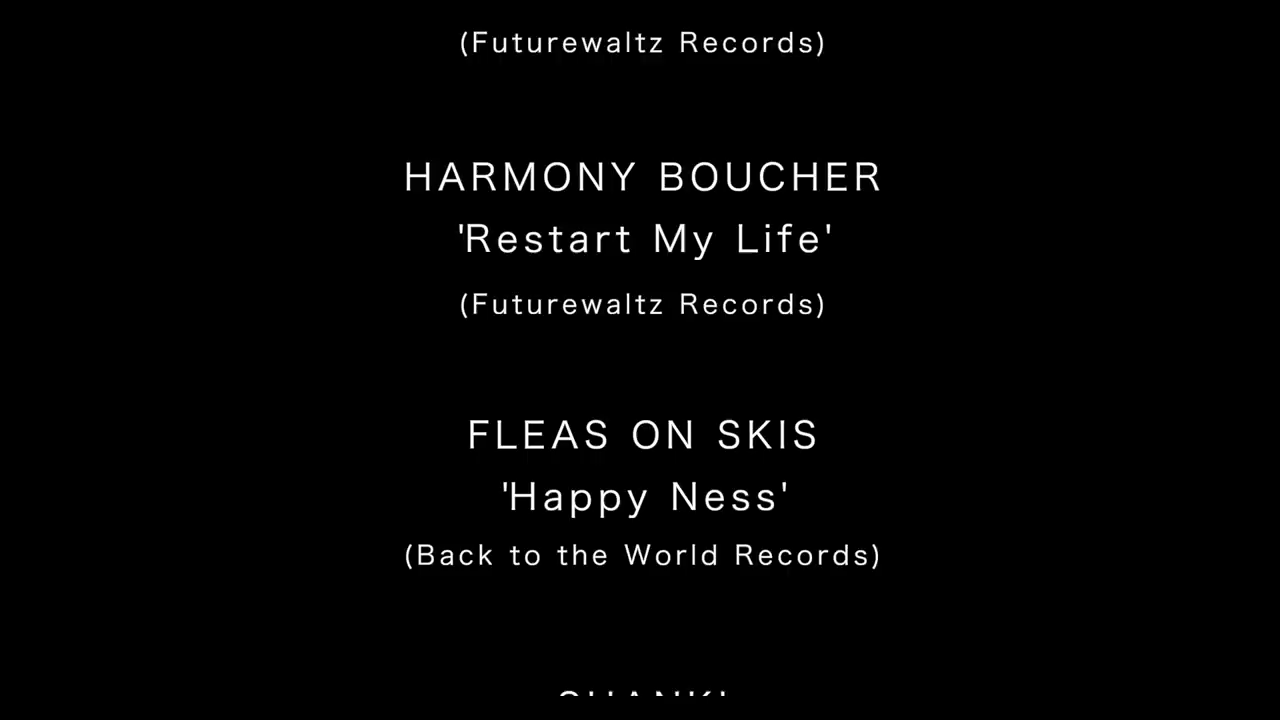 (Futurewaltz Records)
HARMONY BOUCHER
'Restart My Life'
(Futurewaltz Records)
FLEAS ON SKIS
'Happy Ness'
(Back to the World Records)